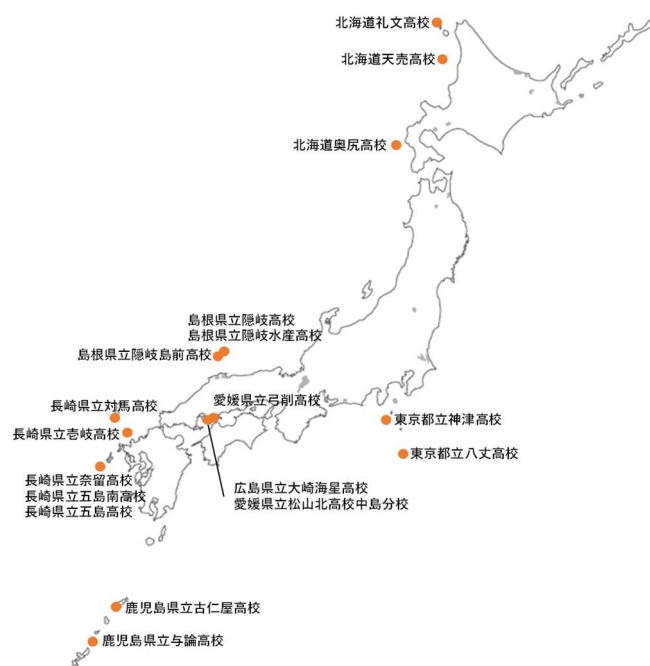 北海道礼文高校
北海道天売高校
北海道奥尻高校
島根県立隠岐高校
島根県立隠岐水産高校
島根県立隠岐島前高校
愛媛県立弓削高校
長崎県立対馬高校
長崎県立壱岐高校
東京都立神津高校
東京都立八丈高校
長崎県立奈留高校
長崎県立五島南高校
長崎県立五島高校
広島県立大崎海星高校
愛媛県立松山北高校中島分校
鹿児島県立古仁屋高校
鹿児島県立与論高校